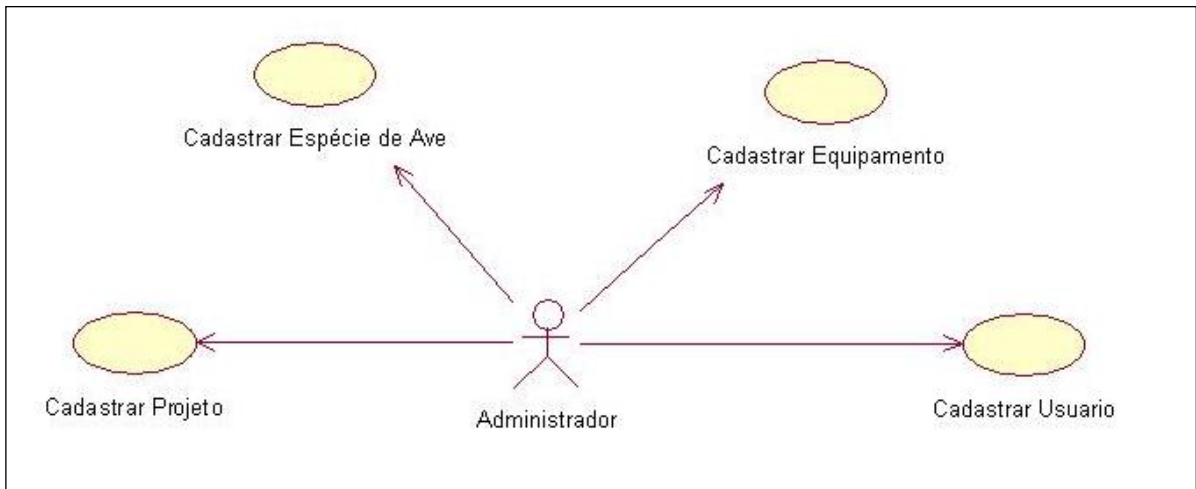 Cadastrar Espécie de Ave
Cadastrar Equipamento
Cadastrar Projeto
Administrador
Cadastrar Usuario